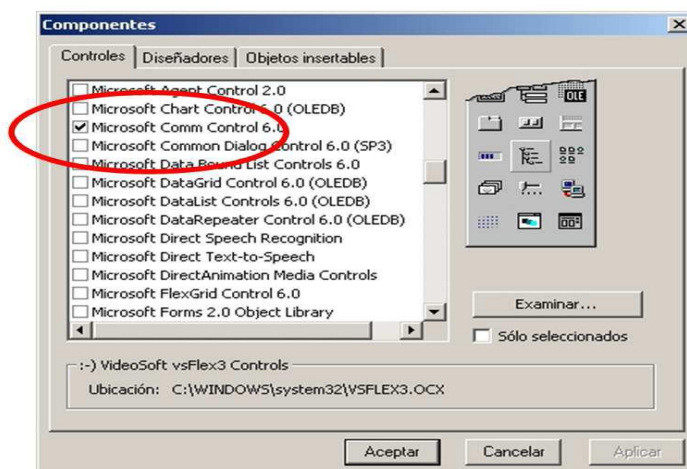 Componentes
Controles
Diseñadores
Objetos insertables
Microsoft Agent Control 2.0
Microsoft Chart Control 6.0 (OLEDB)
Microsoft Comm Control 6.0
Microsoft Common Dialog Control 6.0 (SP3)
Microsoft Data Bound List Controls 6.0
Microsoft DataGrid Control 6.0 (OLEDB)
Microsoft DataList Controls 6.0 (OLEDB)
Microsoft DataRepeater Control 6.0 (OLEDB)
Microsoft Direct Speech Recognition
Microsoft Direct Text-to-Speech
Microsoft DirectAnimation Media Controls
Microsoft FlexGrid Control 6.0
Microsoft Forms 2.0 Object Library
OLE
Examinar...
Sólo seleccionados
:-) VideoSoft vsFlex3 Controls
Ubicación: C:\WINDOWS\system32\VSFLEX3.OCX
Aceptar
Cancelar
Aplicar